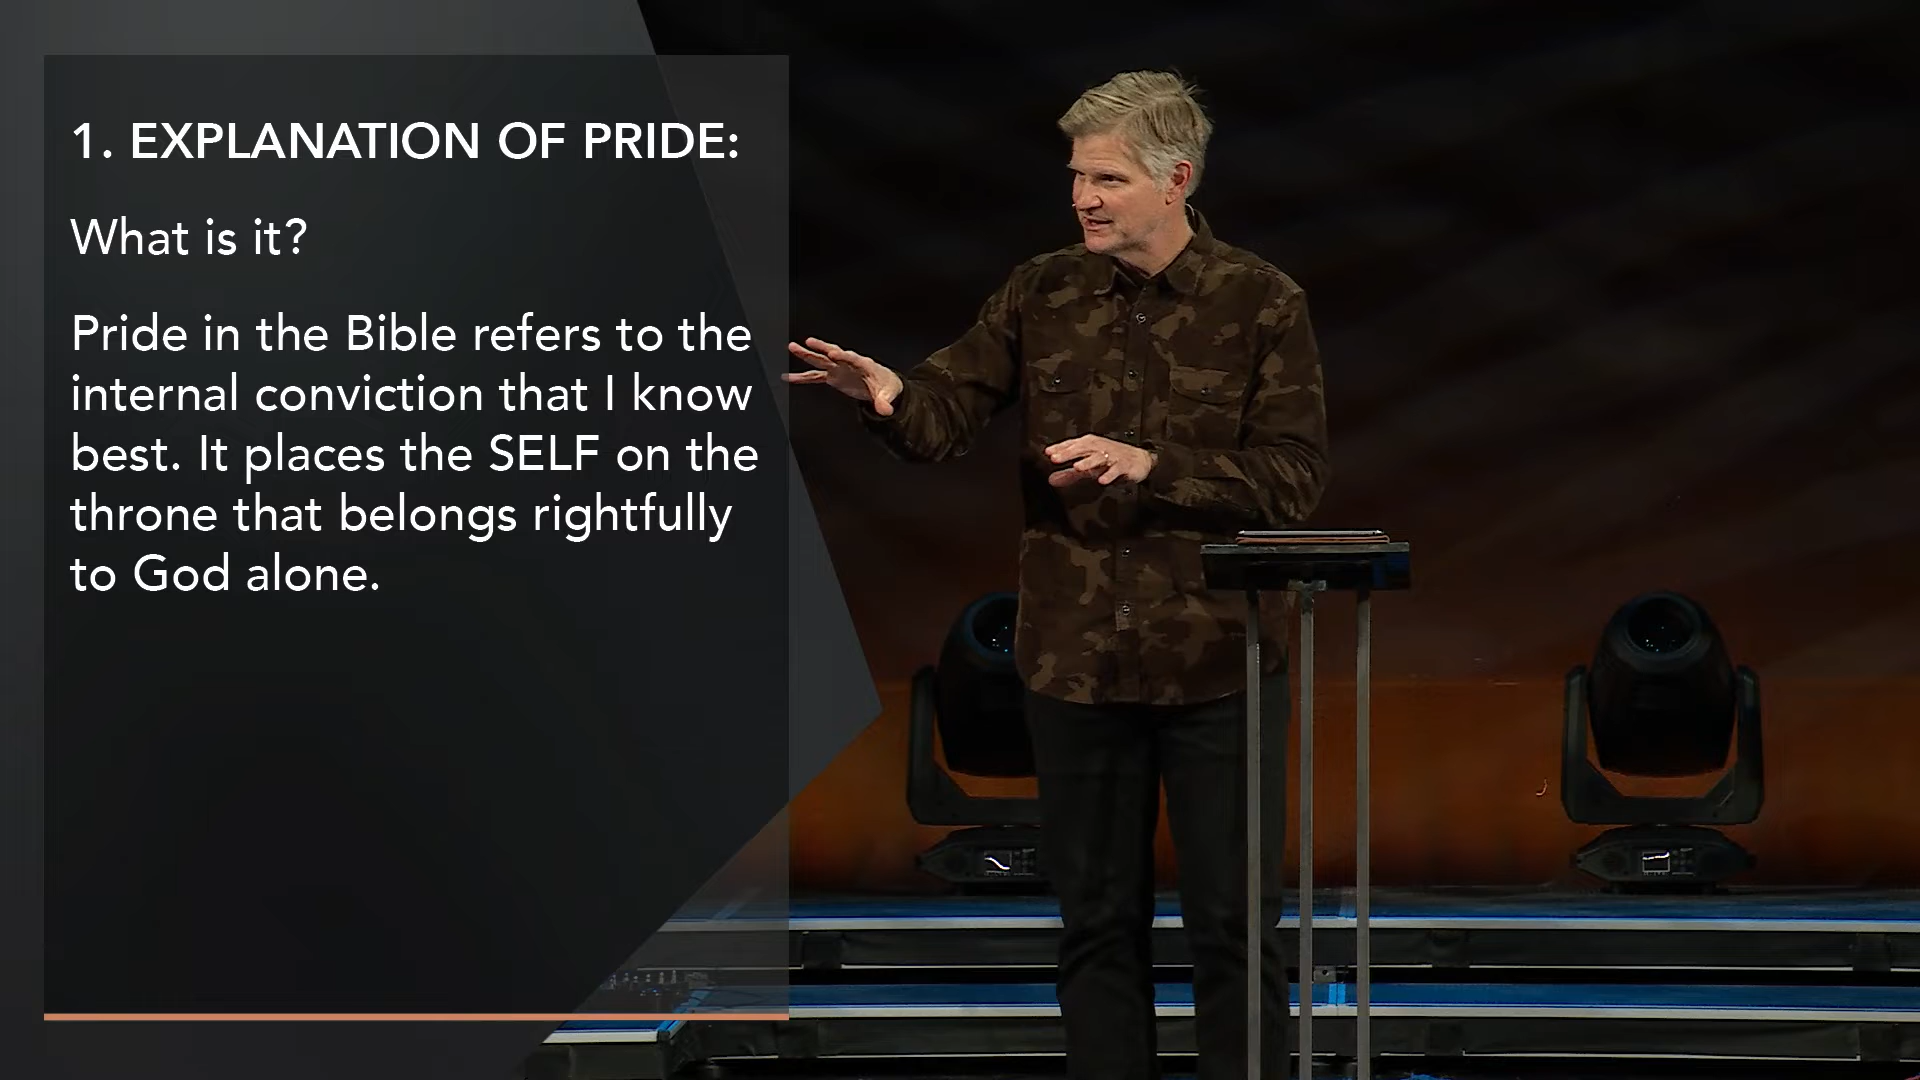 1. EXPLANATION OF PRIDE:
What is it?
Pride in the Bible refers to the
internal conviction that I know
best. It places the SELF on the
throne that belongs rightfully
to God alone.